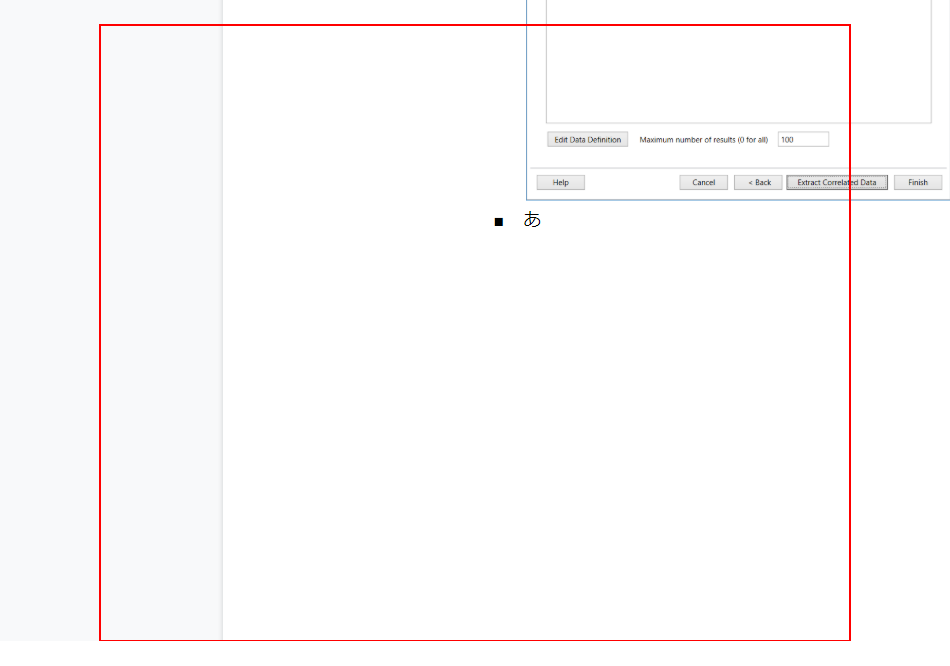 Edit Data Definition Maximum number of results (0 for all) 100
Help Cancel < Back Extract Correlated Data Finish
■ あ